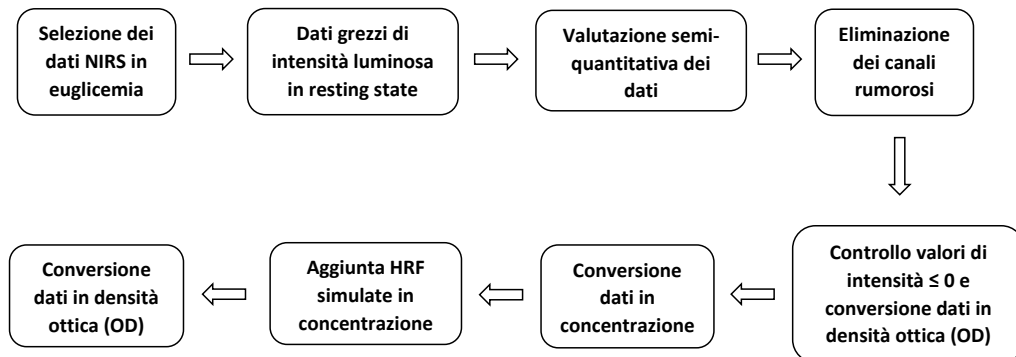 Selezione dei
dati NIRS in
euglicemia
Dati grezzi di
intensità luminosa
in resting state
Valutazione semi-
quantitativa dei
dati
Eliminazione
dei canali
rumorosi
Controllo valori di
intensità ≤ 0 e
conversione dati in
densità ottica (OD)
Conversione
dati in
concentrazione
Aggiunta HRF
simulate in
concentrazione
Conversione
dati in densità
ottica (OD)